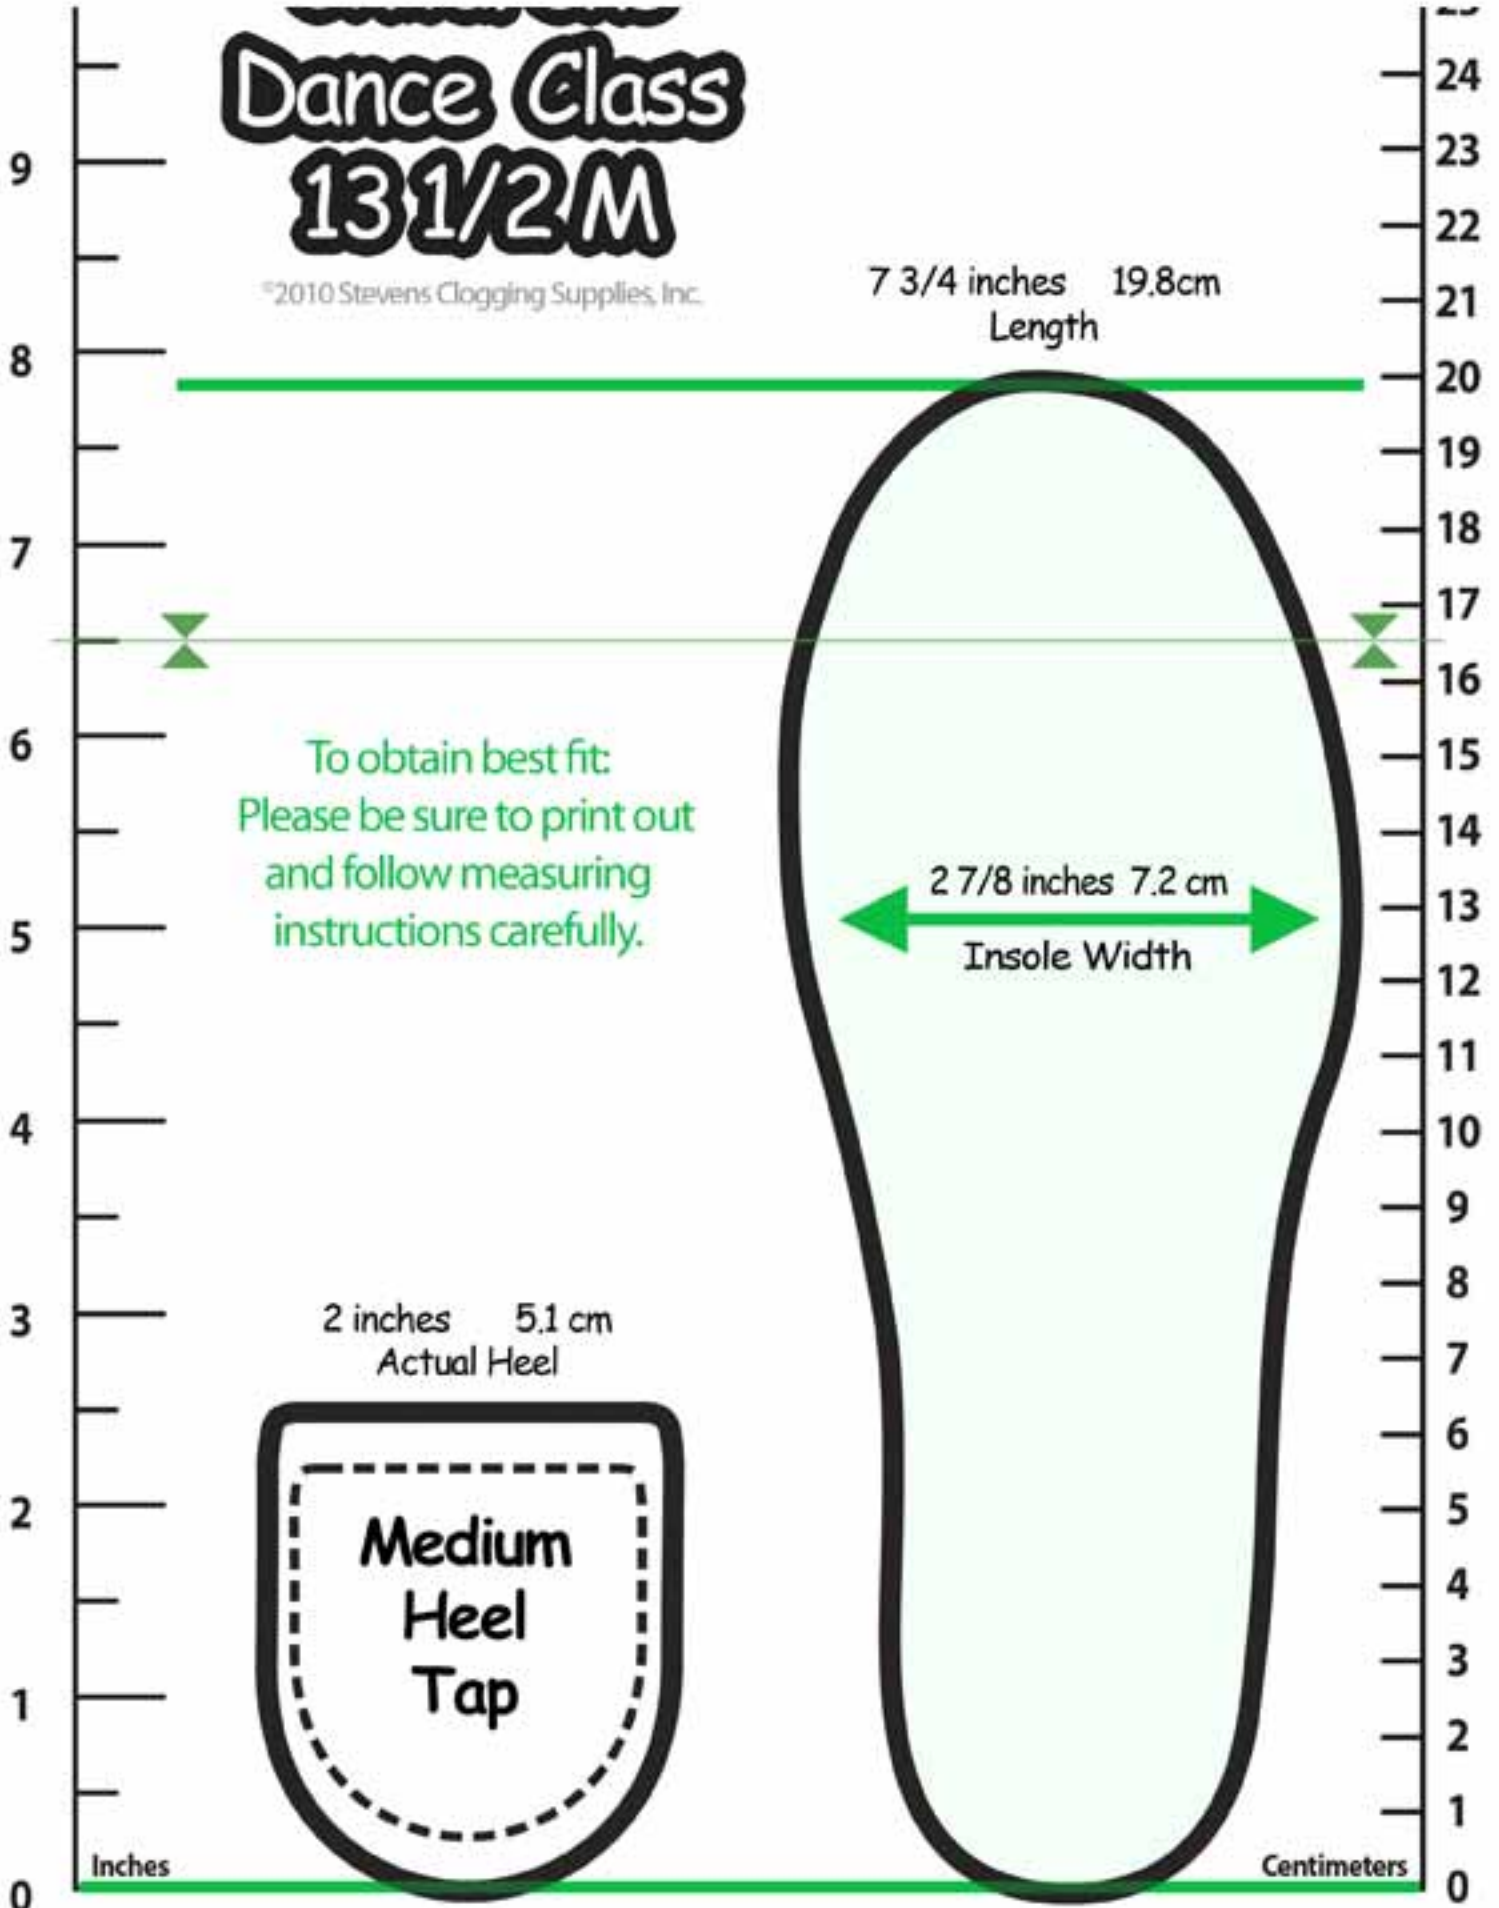 Dance Class
13 1/2 M
©2010 Stevens Clogging Supplies, Inc.
7 3/4 inches 19.8cm
Length
To obtain best fit:
Please be sure to print out
and follow measuring
instructions carefully.
2 7/8 inches 7.2 cm
Insole Width
2 inches 5.1 cm
Actual Heel
Medium
Heel
Tap
Inches
Centimeters
9
8
7
6
5
4
3
2
1
0
24
23
22
21
20
19
18
17
16
15
14
13
12
11
10
9
8
7
6
5
4
3
2
1
0